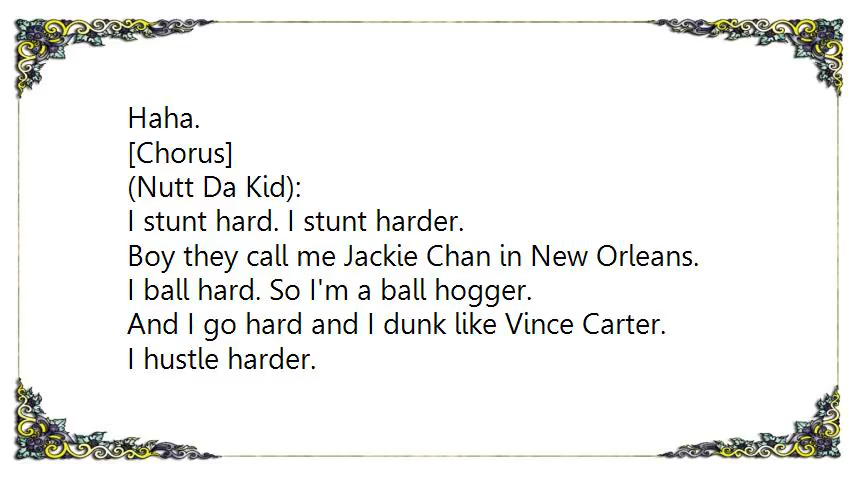 Haha.
[Chorus]
(Nutt Da Kid):
I stunt hard. I stunt harder.
Boy they call me Jackie Chan in New Orleans.
I ball hard. So I'm a ball hogger.
And I go hard and I dunk like Vince Carter.
I hustle harder.